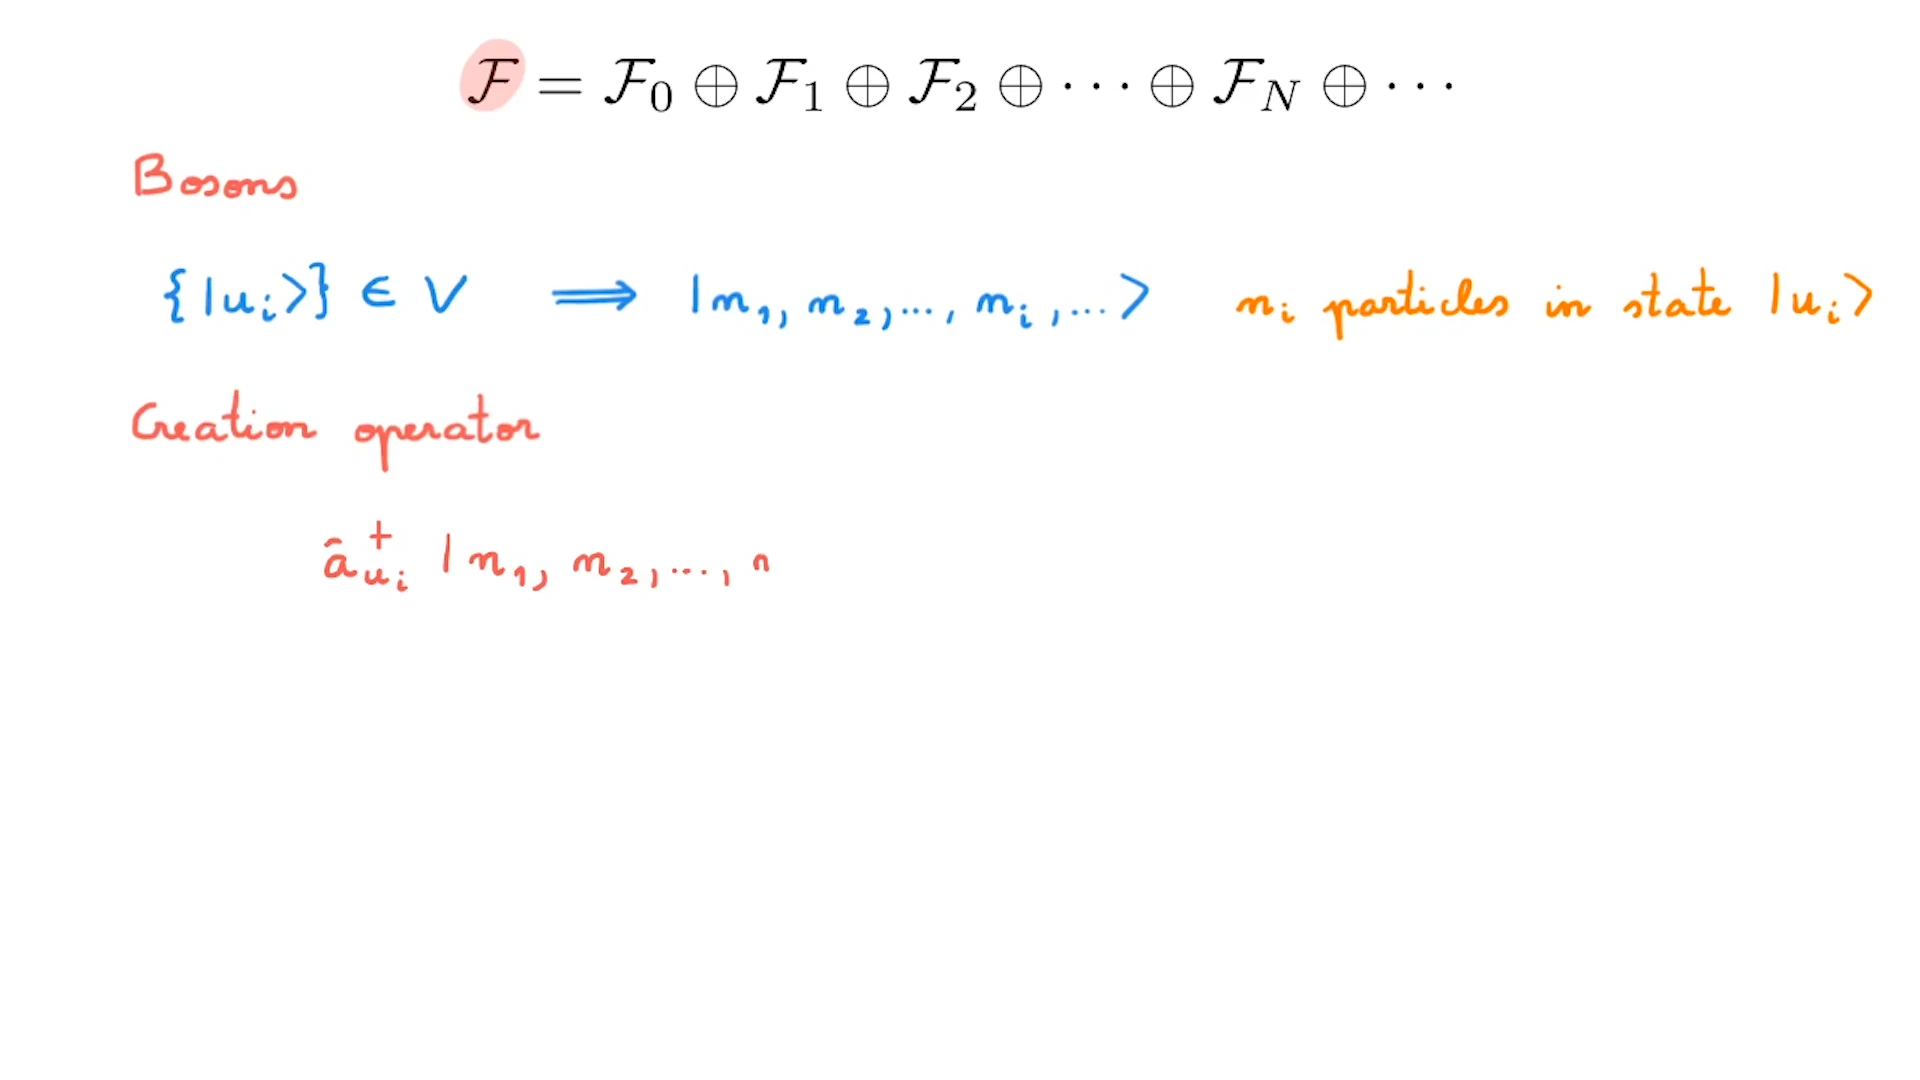 ℱ = ℱ₀ ⊕ ℱ₁ ⊕ ℱ₂ ⊕ ⋯ ⊕ ℱ_N ⊕ ⋯
Bosons
{|uᵢ⟩} ∈ V ⟹ |n₁, n₂, ..., nᵢ, ...⟩ nᵢ particles in state |uᵢ⟩
Creation operator
â†_{uᵢ} |n₁, n₂, ..., n